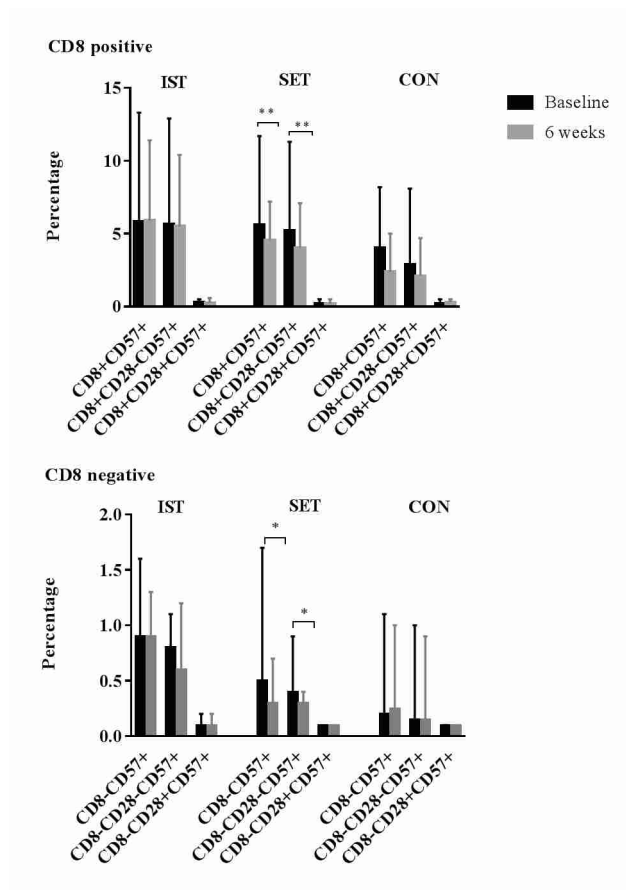 CD8 positive
IST SET CON
Baseline
6 weeks
Percentage
15
10
5
0
** **
CD8+CD57+
CD8+CD28-CD57+
CD8+CD28+CD57+
CD8+CD57+
CD8+CD28-CD57+
CD8+CD28+CD57+
CD8+CD57+
CD8+CD28-CD57+
CD8+CD28+CD57+
CD8 negative
IST SET CON
Percentage
2.0
1.5
1.0
0.5
0.0
*
*
CD8-CD57+
CD8-CD28-CD57+
CD8-CD28+CD57+
CD8-CD57+
CD8-CD28-CD57+
CD8-CD28+CD57+
CD8-CD57+
CD8-CD28-CD57+
CD8-CD28+CD57+